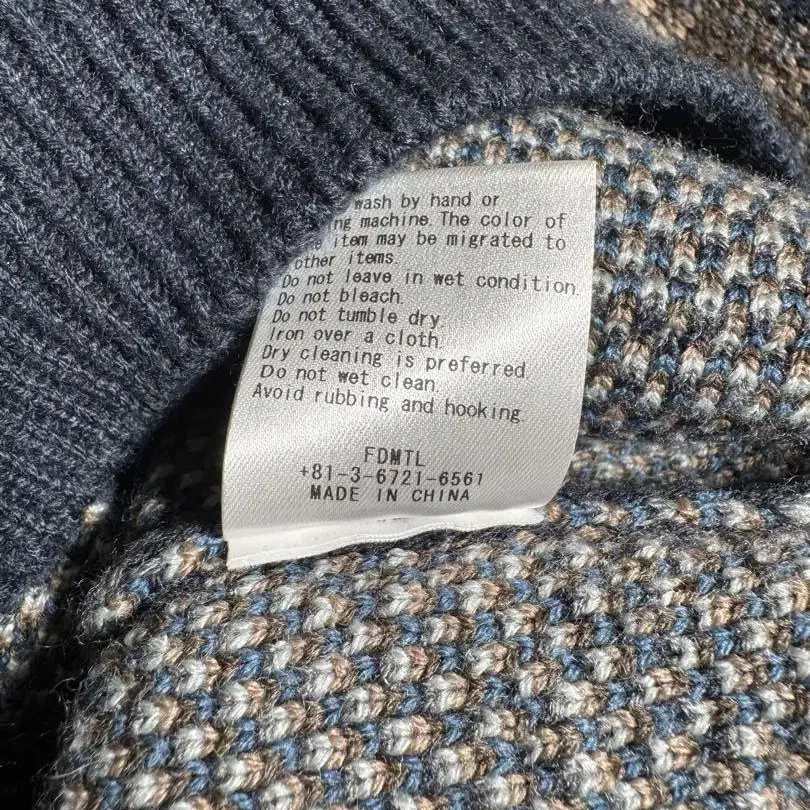 wash by hand or
ng machine. The color of
e item may be migrated to
other items.
Do not leave in wet condition.
Do not bleach.
Do not tumble dry
Iron over a cloth.
Dry cleaning is preferred.
Do not wet clean.
Avoid rubbing and hooking.
FDMTL
+81-3-6721-6561
MADE IN CHINA